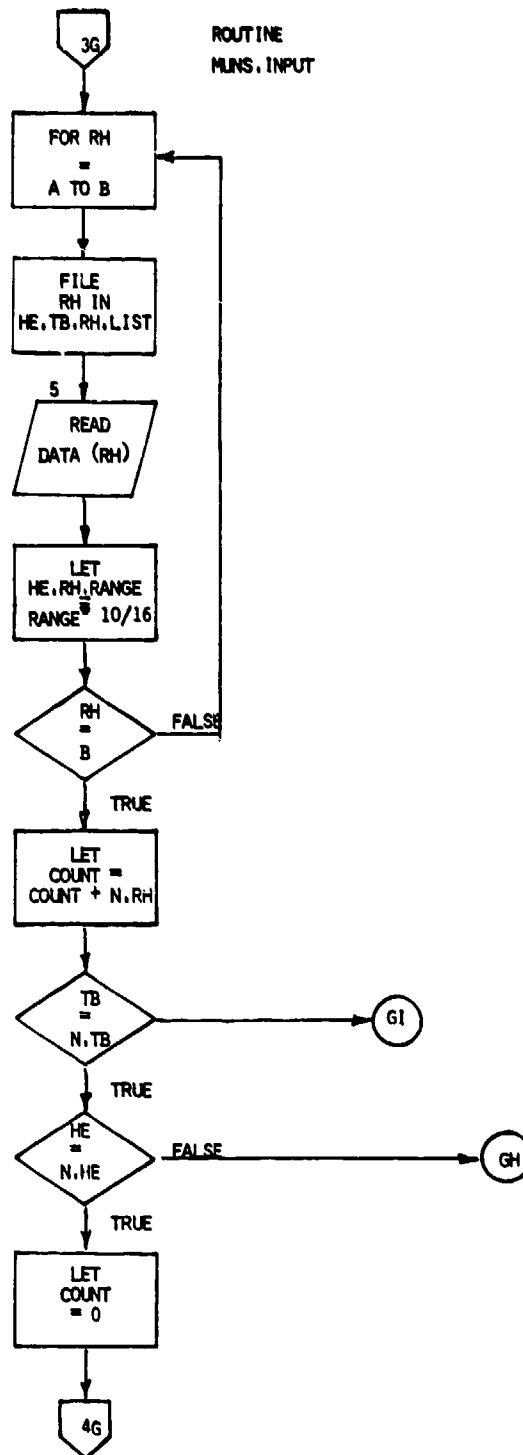 3G
ROUTINE
MUNS.INPUT
FOR RH
=
A TO B
FILE
RH IN
HE.TB.RH.LIST
5
READ
DATA (RH)
LET
HE.RH.RANGE
=
RANGE * 10/16
RH
=
B
FALSE
TRUE
LET
COUNT =
COUNT + N.RH
TB
=
N.TB
GI
TRUE
HE
=
N.HE
FALSE
GH
TRUE
LET
COUNT
= 0
4G